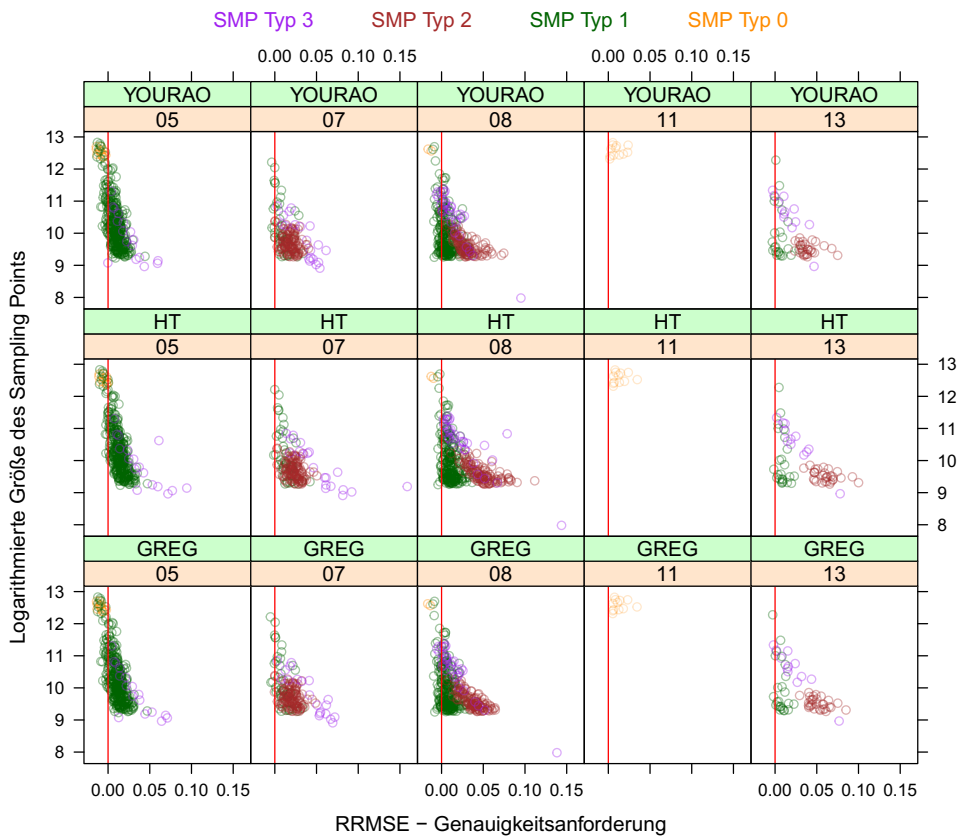 SMP Typ 3 SMP Typ 2 SMP Typ 1 SMP Typ 0
0.00 0.05 0.10 0.15 0.00 0.05 0.10 0.15
YOURAO YOURAO YOURAO YOURAO YOURAO
05 07 08 11 13
13
12
11
10
9
8
HT HT HT HT HT
05 07 08 11 13
13
12
11
10
9
8
GREG GREG GREG GREG GREG
05 07 08 11 13
13
12
11
10
9
8
0.00 0.05 0.10 0.15 0.00 0.05 0.10 0.15 0.00 0.05 0.10 0.15
RRMSE − Genauigkeitsanforderung
Logarithmierte Größe des Sampling Points